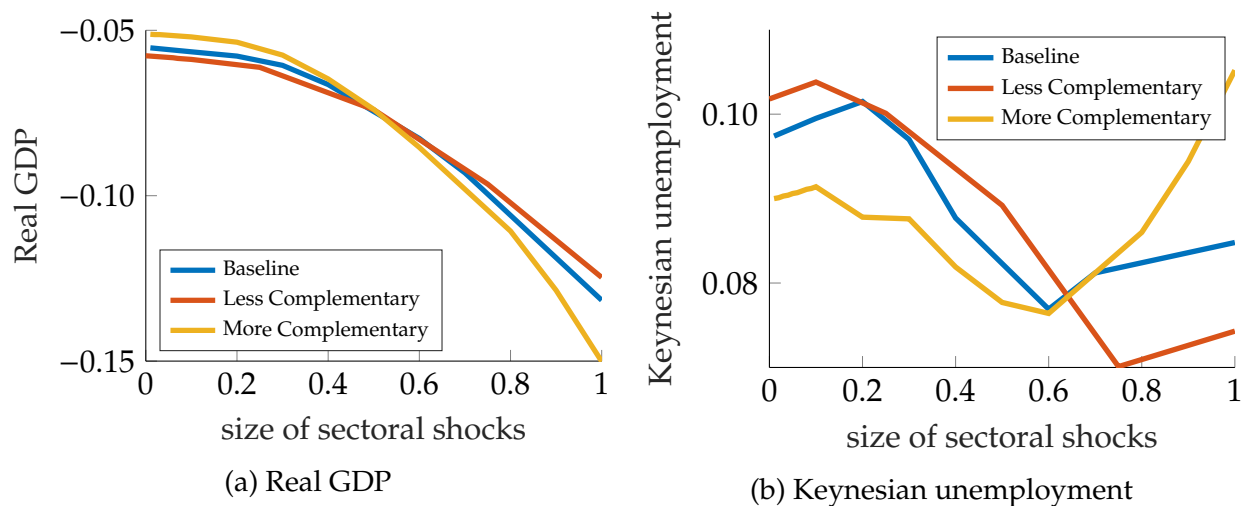 Real GDP
−0.05
−0.10
−0.15
Baseline
Less Complementary
More Complementary
0 0.2 0.4 0.6 0.8 1
size of sectoral shocks
(a) Real GDP
Keynesian unemployment
0.10
0.08
Baseline
Less Complementary
More Complementary
0 0.2 0.4 0.6 0.8 1
size of sectoral shocks
(b) Keynesian unemployment